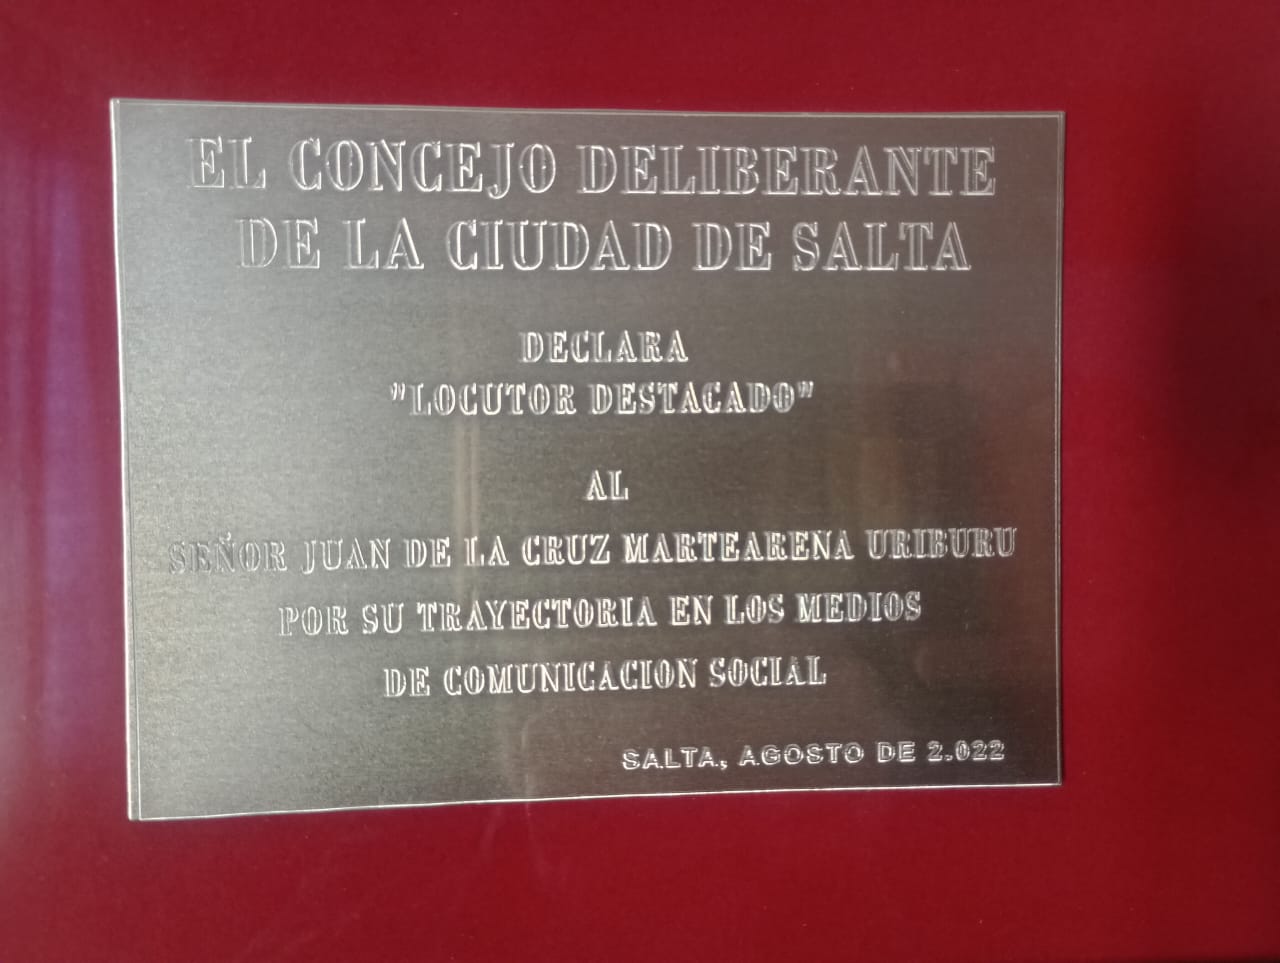 EL CONCEJO DELIBERANTE
DE LA CIUDAD DE SALTA
DECLARA
"LOCUTOR DESTACADO"
AL
SEÑOR JUAN DE LA CRUZ MARTEARENA URIBURU
POR SU TRAYECTORIA EN LOS MEDIOS
DE COMUNICACION SOCIAL
SALTA, AGOSTO DE 2.022